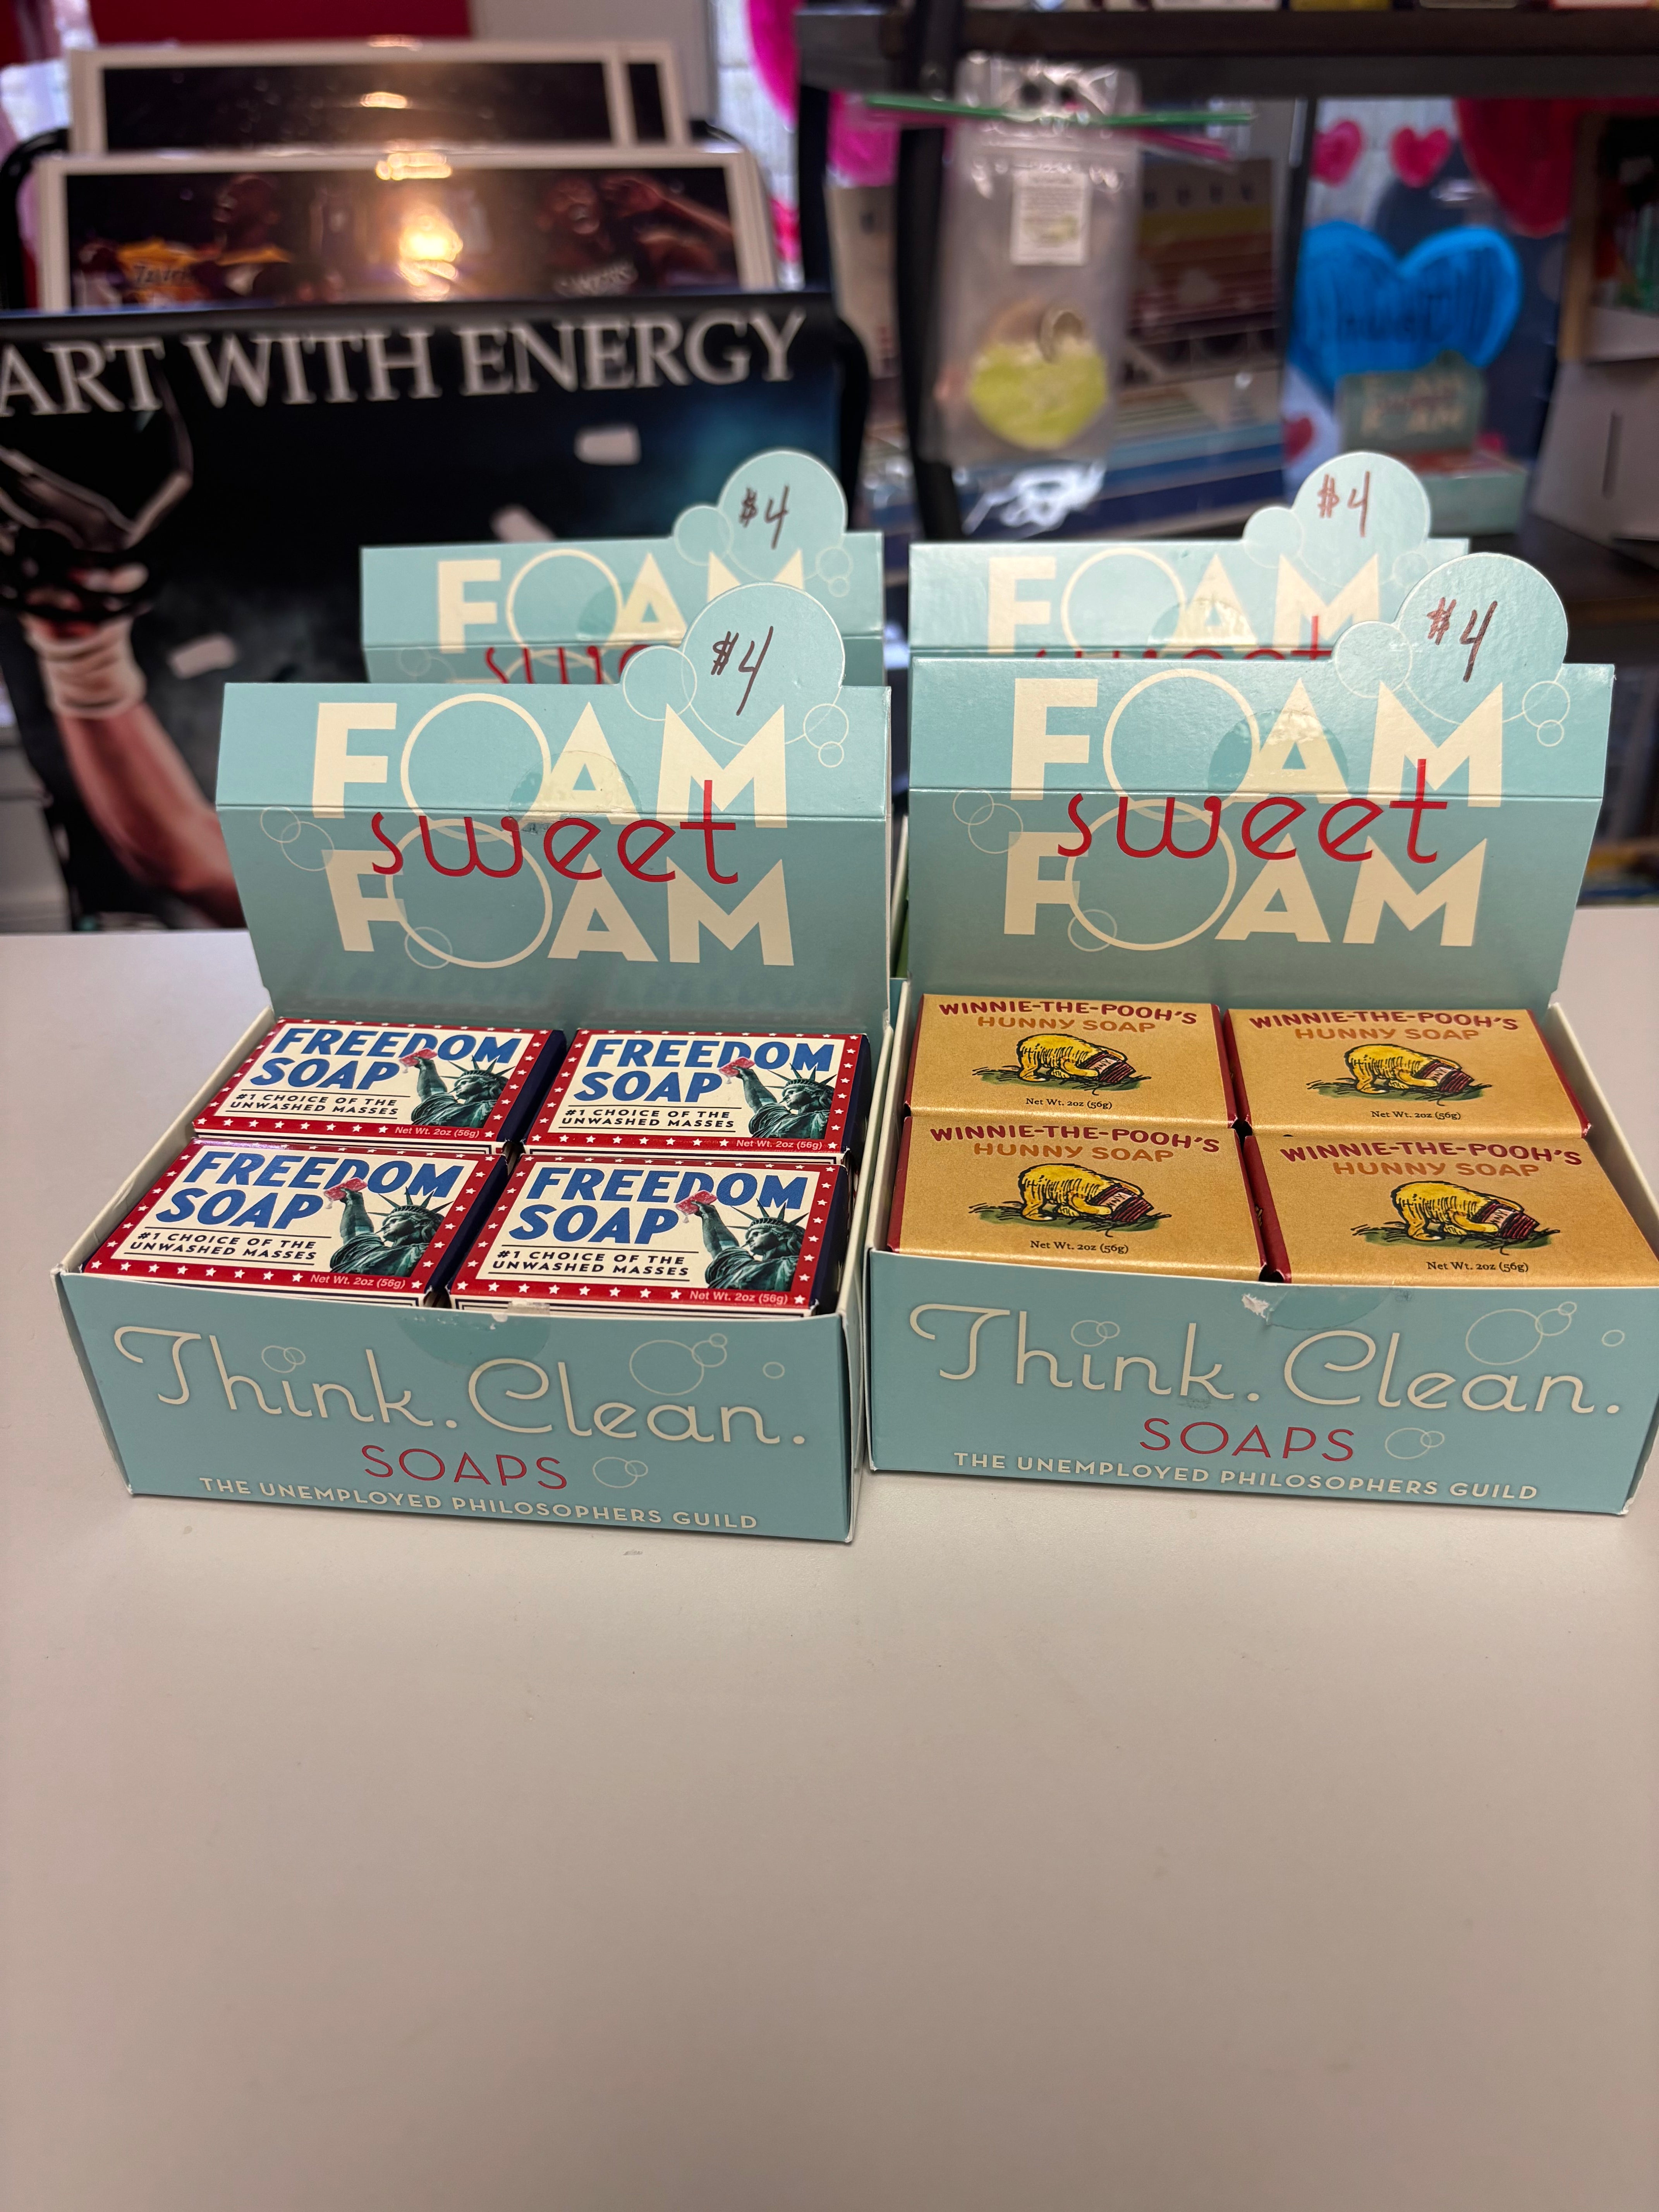 ART WITH ENERGY
$4
FOAM
sweet
$4
FOAM
sweet
$4
FOAM
sweet
FOAM
$4
FOAM
sweet
FOAM
FREEDOM
SOAP
#1 CHOICE OF THE
UNWASHED MASSES
Net Wt. 2oz (56g)
FREEDOM
SOAP
#1 CHOICE OF THE
UNWASHED MASSES
Net Wt. 2oz (56g)
FREEDOM
SOAP
#1 CHOICE OF THE
UNWASHED MASSES
Net Wt. 2oz (56g)
FREEDOM
SOAP
#1 CHOICE OF THE
UNWASHED MASSES
Net Wt. 2oz (56g)
WINNIE-THE-POOH'S
HUNNY SOAP
Net Wt. 2oz (56g)
WINNIE-THE-POOH'S
HUNNY SOAP
Net Wt. 2oz (56g)
WINNIE-THE-POOH'S
HUNNY SOAP
Net Wt. 2oz (56g)
WINNIE-THE-POOH'S
HUNNY SOAP
Net Wt. 2oz (56g)
Think. Clean.
SOAPS
THE UNEMPLOYED PHILOSOPHERS GUILD
Think. Clean.
SOAPS
THE UNEMPLOYED PHILOSOPHERS GUILD